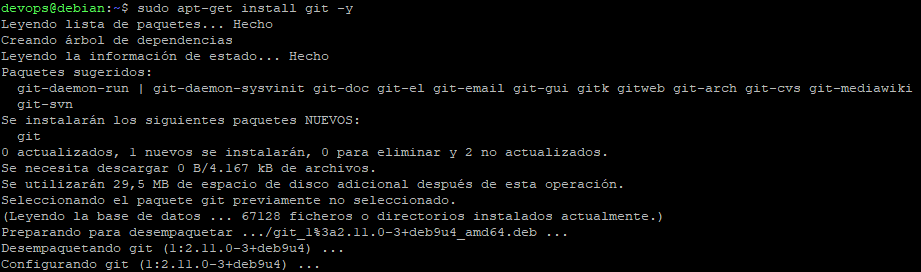 devops@debian:~$ sudo apt-get install git -y
Leyendo lista de paquetes... Hecho
Creando árbol de dependencias
Leyendo la información de estado... Hecho
Paquetes sugeridos:
  git-daemon-run | git-daemon-sysvinit git-doc git-el git-email git-gui gitk gitweb git-arch git-cvs git-mediawiki
  git-svn
Se instalarán los siguientes paquetes NUEVOS:
  git
0 actualizados, 1 nuevos se instalarán, 0 para eliminar y 2 no actualizados.
Se necesita descargar 0 B/4.167 kB de archivos.
Se utilizarán 29,5 MB de espacio de disco adicional después de esta operación.
Seleccionando el paquete git previamente no seleccionado.
(Leyendo la base de datos ... 67128 ficheros o directorios instalados actualmente.)
Preparando para desempaquetar .../git_1%3a2.11.0-3+deb9u4_amd64.deb ...
Desempaquetando git (1:2.11.0-3+deb9u4) ...
Configurando git (1:2.11.0-3+deb9u4) ...